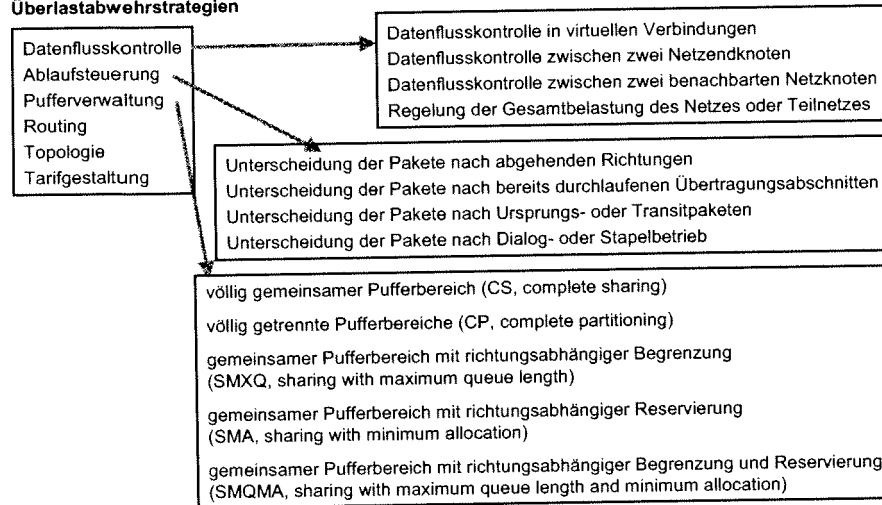 Überlastabwehrstrategien
Datenflusskontrolle
Ablaufsteuerung
Pufferverwaltung
Routing
Topologie
Tarifgestaltung
Datenflusskontrolle in virtuellen Verbindungen
Datenflusskontrolle zwischen zwei Netzendknoten
Datenflusskontrolle zwischen zwei benachbarten Netzknoten
Regelung der Gesamtbelastung des Netzes oder Teilnetzes
Unterscheidung der Pakete nach abgehenden Richtungen
Unterscheidung der Pakete nach bereits durchlaufenen Übertragungsabschnitten
Unterscheidung der Pakete nach Ursprungs- oder Transitpaketen
Unterscheidung der Pakete nach Dialog- oder Stapelbetrieb
völlig gemeinsamer Pufferbereich (CS, complete sharing)
völlig getrennte Pufferbereiche (CP, complete partitioning)
gemeinsamer Pufferbereich mit richtungsabhängiger Begrenzung
(SMXQ, sharing with maximum queue length)
gemeinsamer Pufferbereich mit richtungsabhängiger Reservierung
(SMA, sharing with minimum allocation)
gemeinsamer Pufferbereich mit richtungsabhängiger Begrenzung und Reservierung
(SMQMA, sharing with maximum queue length and minimum allocation)